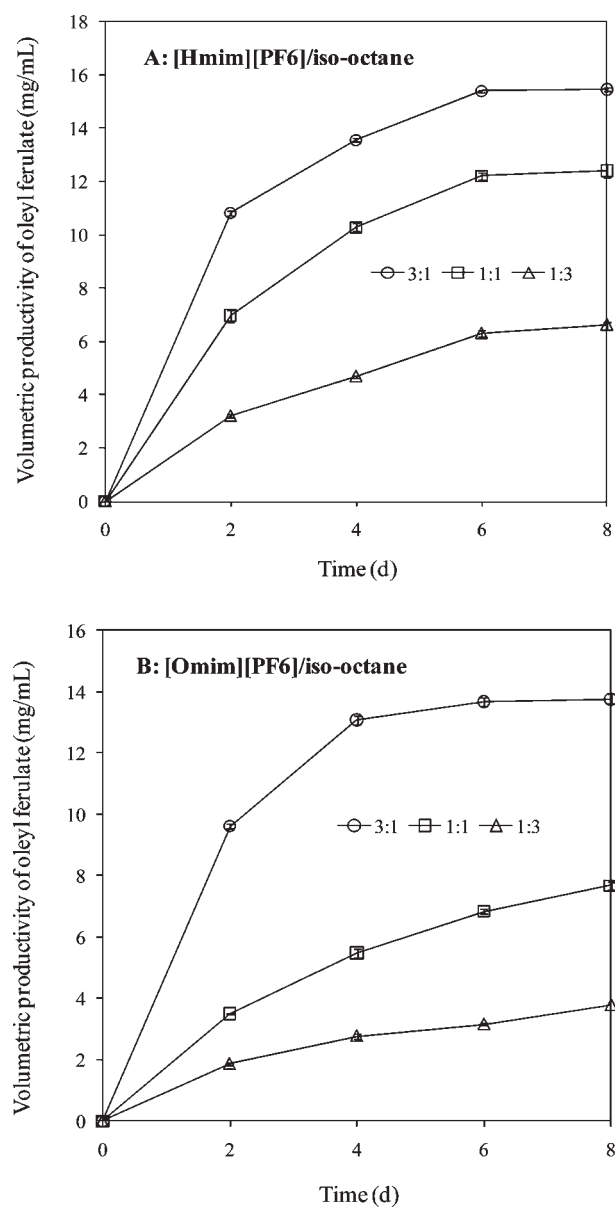 18
16
14
12
10
8
6
4
2
0
A: [Hmim][PF6]/iso-octane
3:1 1:1 1:3
0 2 4 6 8
Time (d)
Volumetric productivity of oleyl ferulate (mg/mL)
16
14
12
10
8
6
4
2
0
B: [Omim][PF6]/iso-octane
3:1 1:1 1:3
0 2 4 6 8
Time (d)
Volumetric productivity of oleyl ferulate (mg/mL)